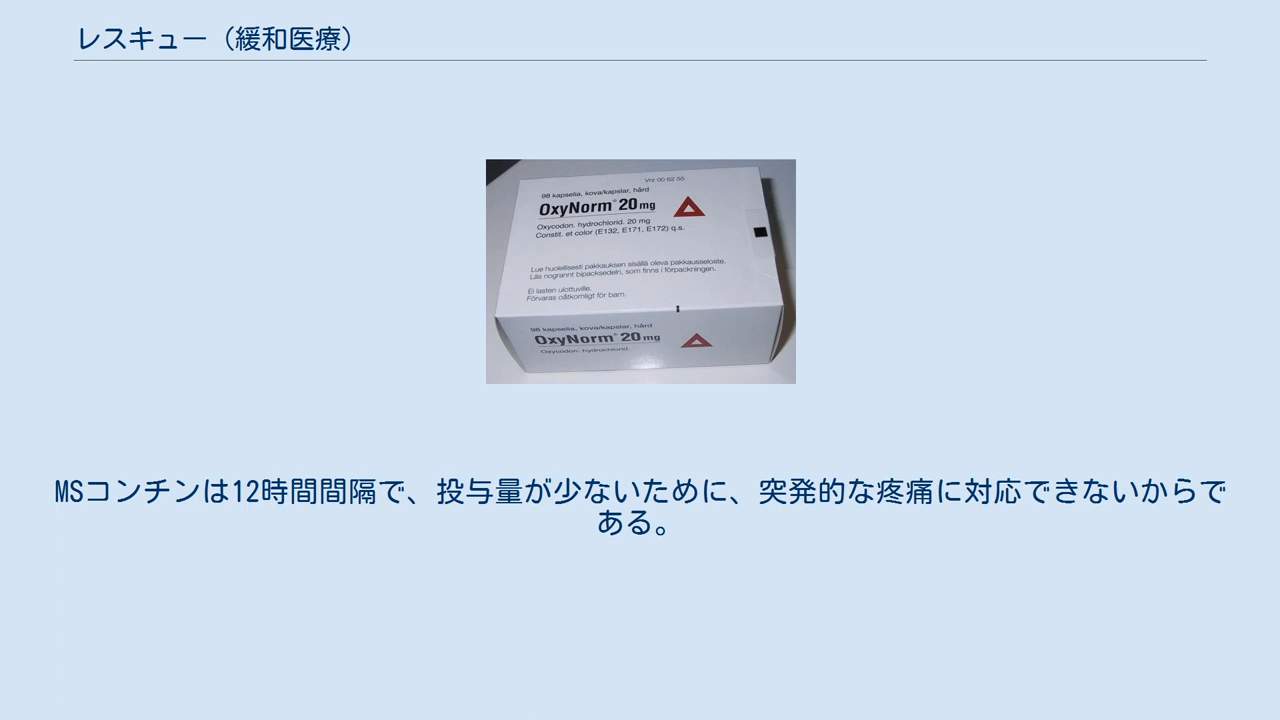 レスキュー（緩和医療）
Vnr 00 62 55
98 kapselia, kova/kapslar, hård
OxyNorm® 20 mg
Oxycodon. hydrochlorid. 20 mg
Constit. et color (E132, E171, E172) q.s.
Lue huolellisesti pakkauksen sisällä oleva pakkausseloste.
Läs nogrannt bipacksedeln, som finns i förpackningen.
Ei lasten ulottuville.
Förvaras oåtkomligt för barn.
98 kapselia, kova/kapslar, hård
OxyNorm® 20 mg
Oxycodon. hydrochlorid.
MSコンチンは12時間間隔で、投与量が少ないために、突発的な疼痛に対応できないからで
ある。